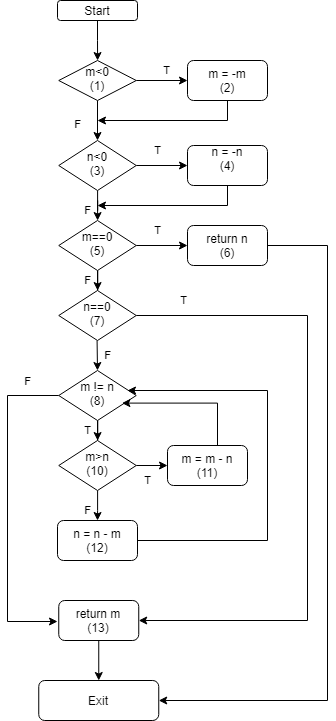 Start
m<0
(1)
T
m = -m
(2)
F
n<0
(3)
T
n = -n
(4)
F
m==0
(5)
T
return n
(6)
F
n==0
(7)
T
F
F
m != n
(8)
T
m>n
(10)
T
m = m - n
(11)
F
n = n - m
(12)
return m
(13)
Exit